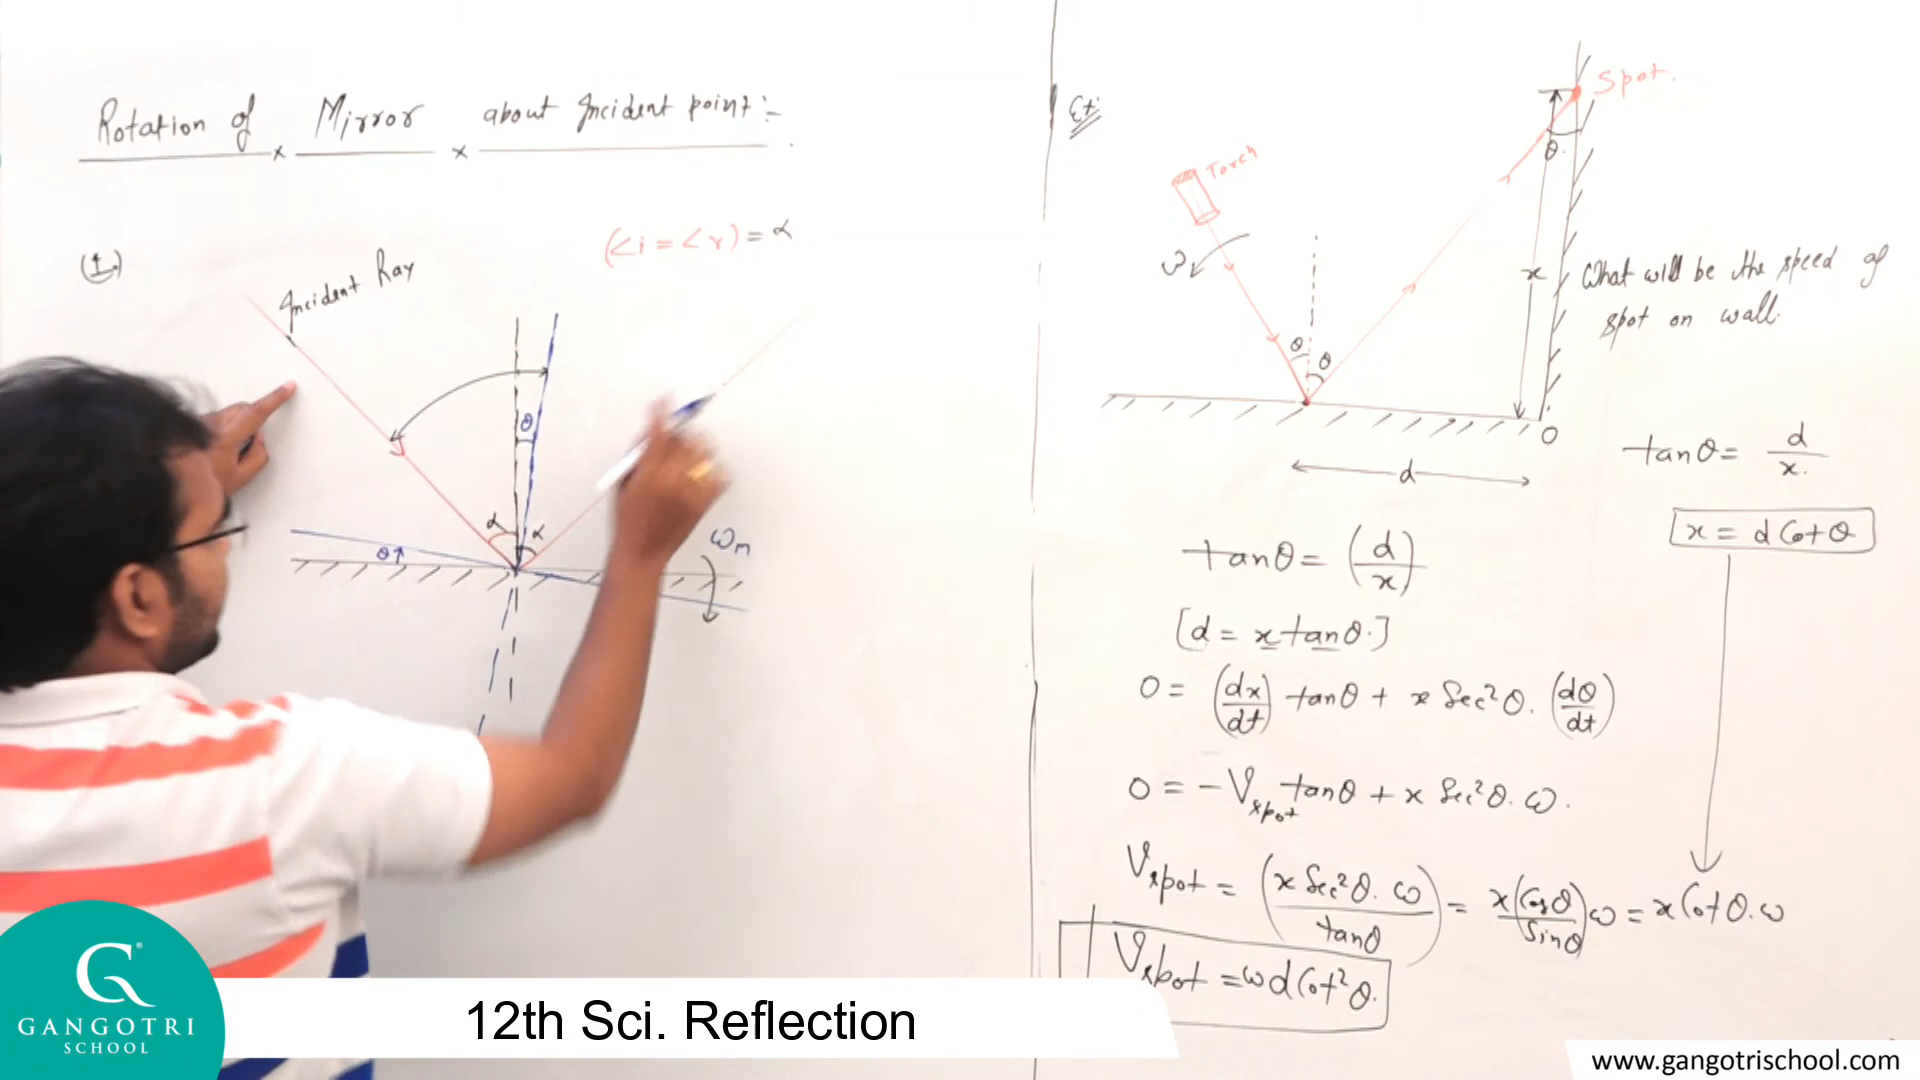 Rotation of Mirror about Incident point:-
(1.)
(<i = <r) = α
Incident Ray
θ
α
α
θ
ωm
Ex:
Torch
Spot.
θ.
ω
x
θ
θ
O
d
What will be the speed of
spot on wall.
tanθ = d/x.
x = d Cotθ
tanθ = (d/x)
[d = x tanθ.]
0 = (dx/dt) tanθ + x Sec²θ. (dθ/dt)
0 = - Vspot tanθ + x Sec²θ. ω.
Vspot = (x Sec²θ. ω / tanθ) = x (Cosθ/Sinθ) ω = x Cotθ. ω
Vspot = ω d Cot²θ.
G®
GANGOTRI
SCHOOL
12th Sci. Reflection
www.gangotrischool.com